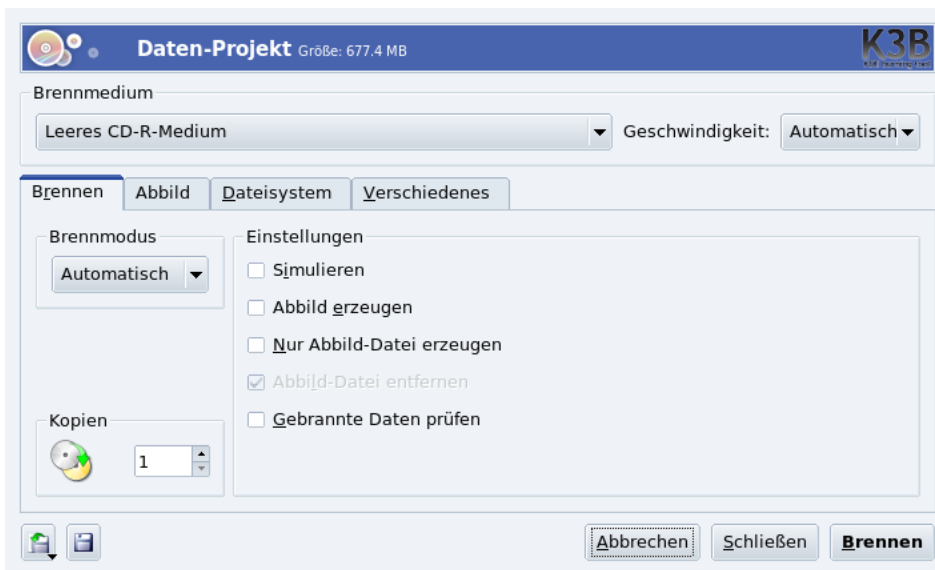 Daten-Projekt Größe: 677.4 MB
K3B
Brennmedium
Leeres CD-R-Medium
Geschwindigkeit: Automatisch
Brennen Abbild Dateisystem Verschiedenes
Brennmodus
Automatisch
Einstellungen
Simulieren
Abbild erzeugen
Nur Abbild-Datei erzeugen
Abbild-Datei entfernen
Gebrannte Daten prüfen
Kopien
1
Abbrechen Schließen Brennen